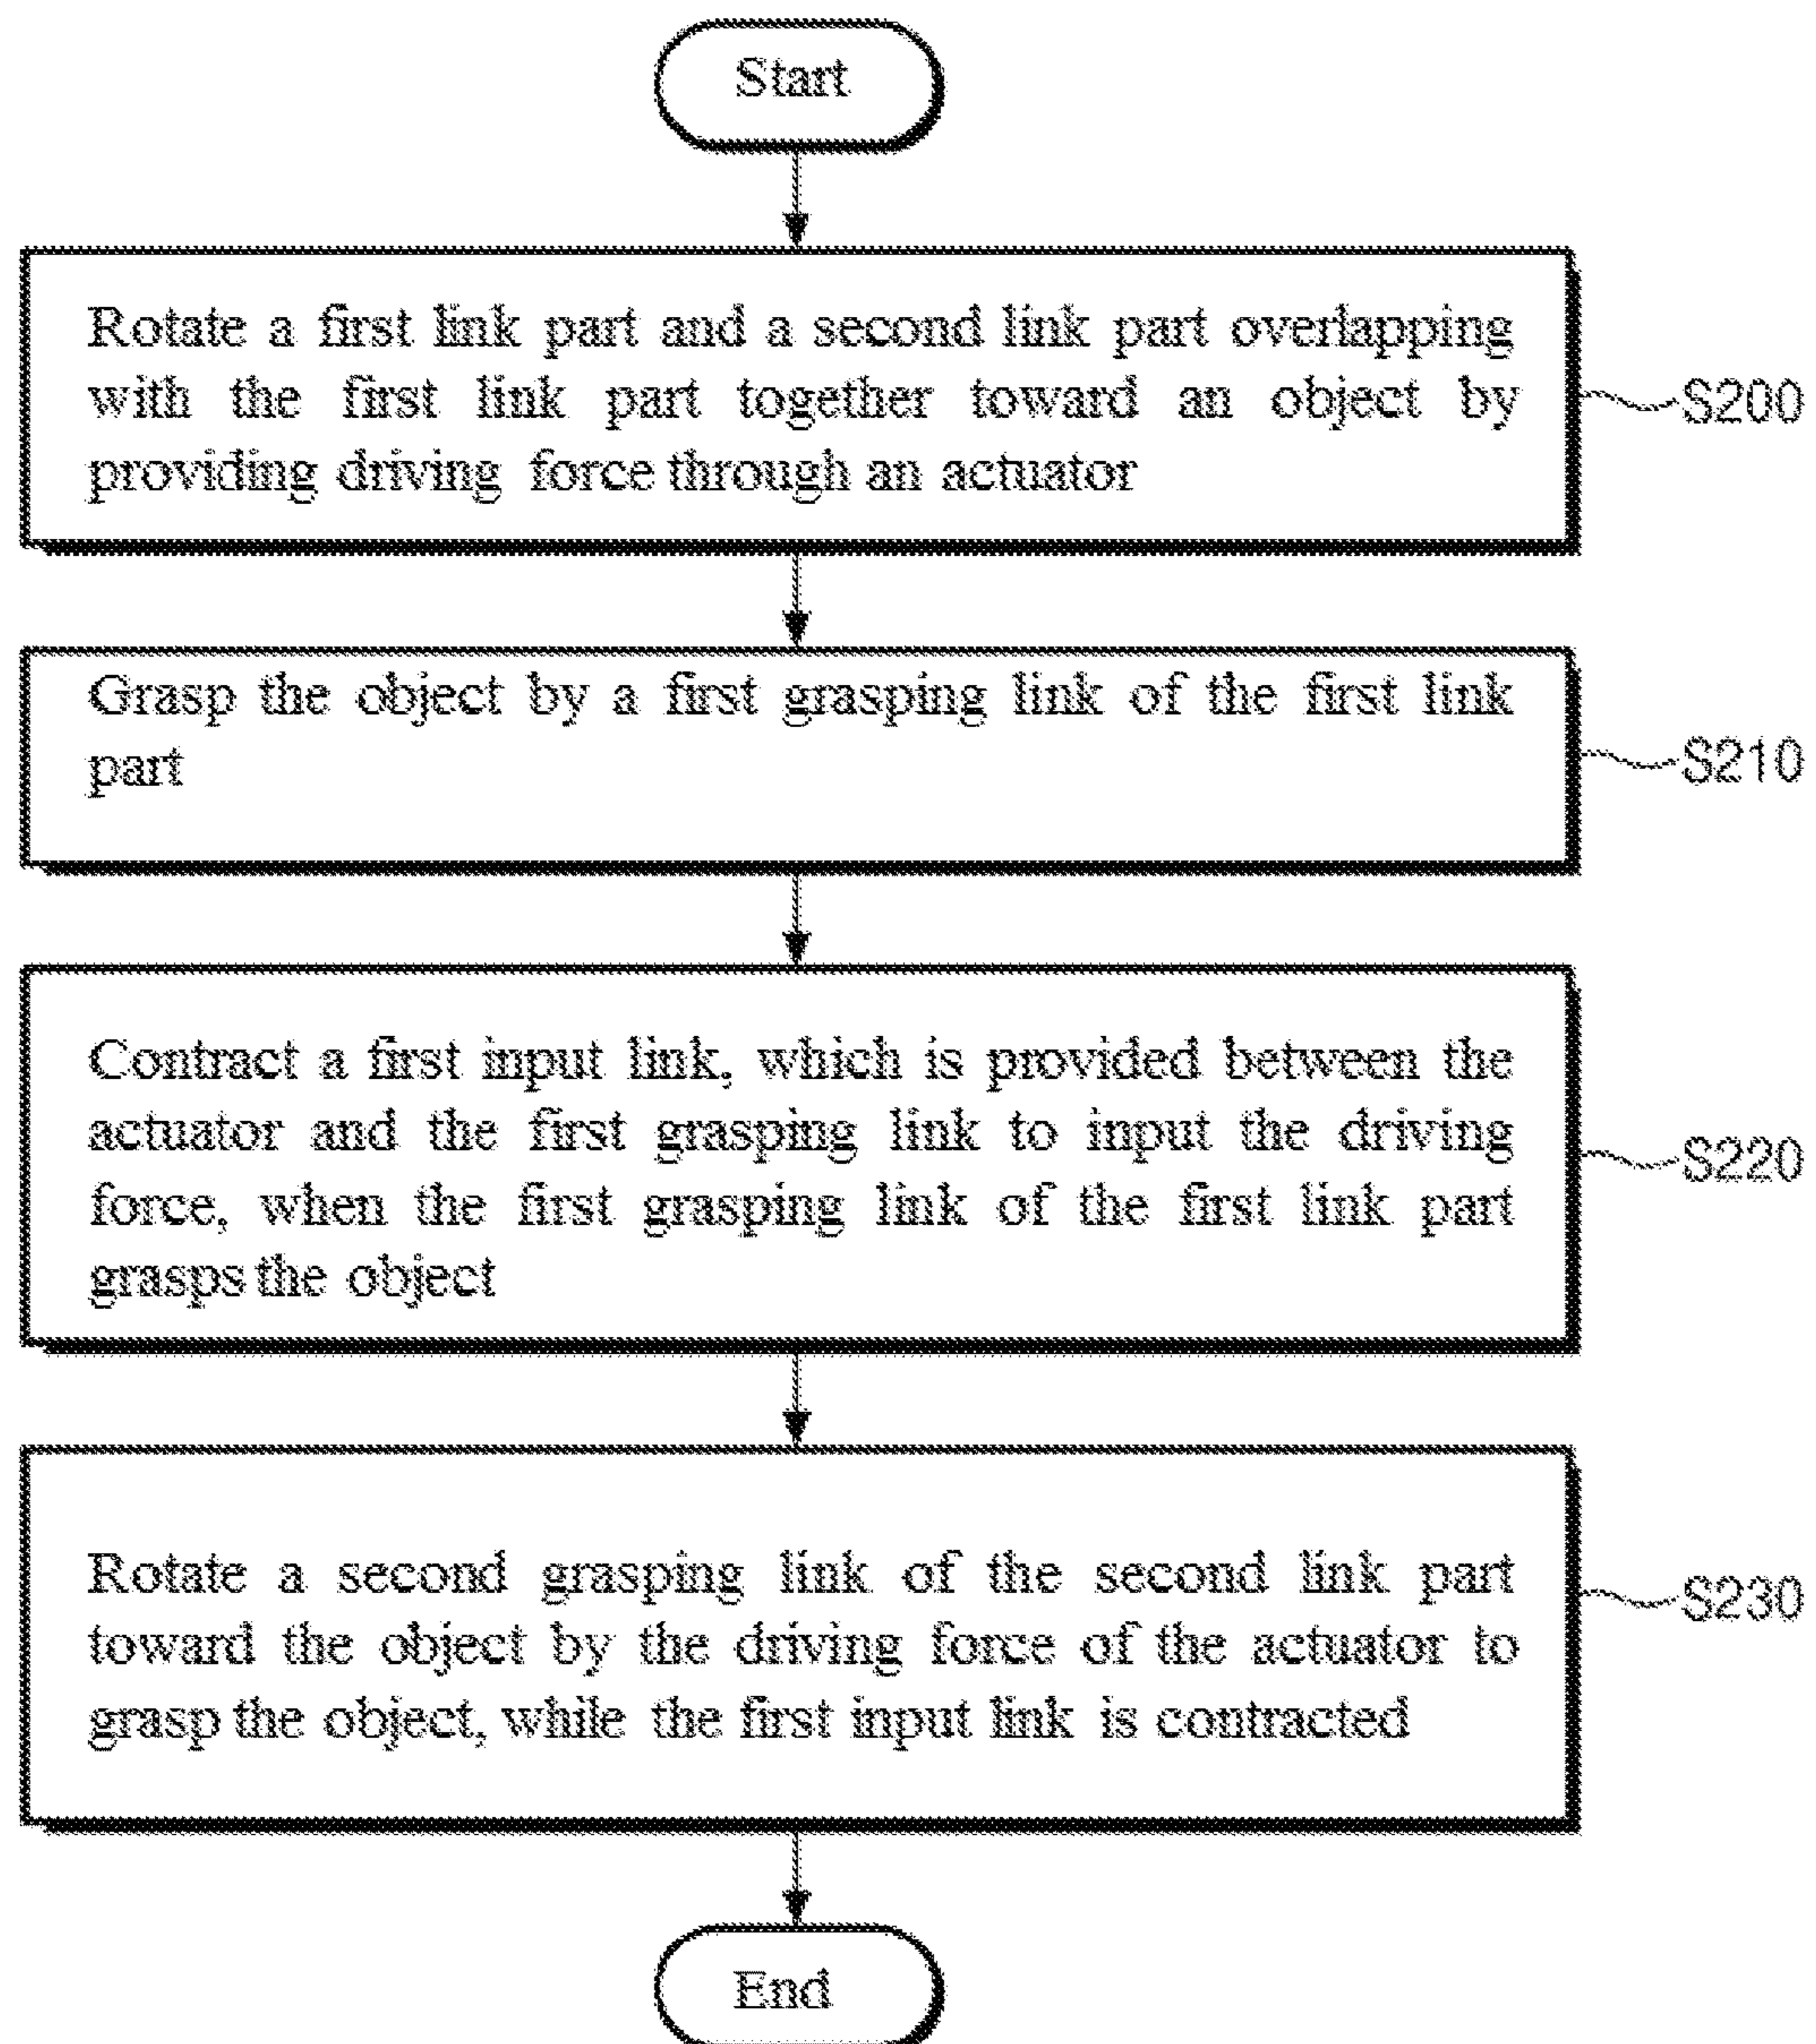 Start
Rotate a first link part and a second link part overlapping
with the first link part together toward an object by
providing driving force through an actuator
S200
Grasp the object by a first grasping link of the first link
part
S210
Contract a first input link, which is provided between the
actuator and the first grasping link to input the driving
force, when the first grasping link of the first link part
grasps the object
S220
Rotate a second grasping link of the second link part
toward the object by the driving force of the actuator to
grasp the object, while the first input link is contracted
S230
End